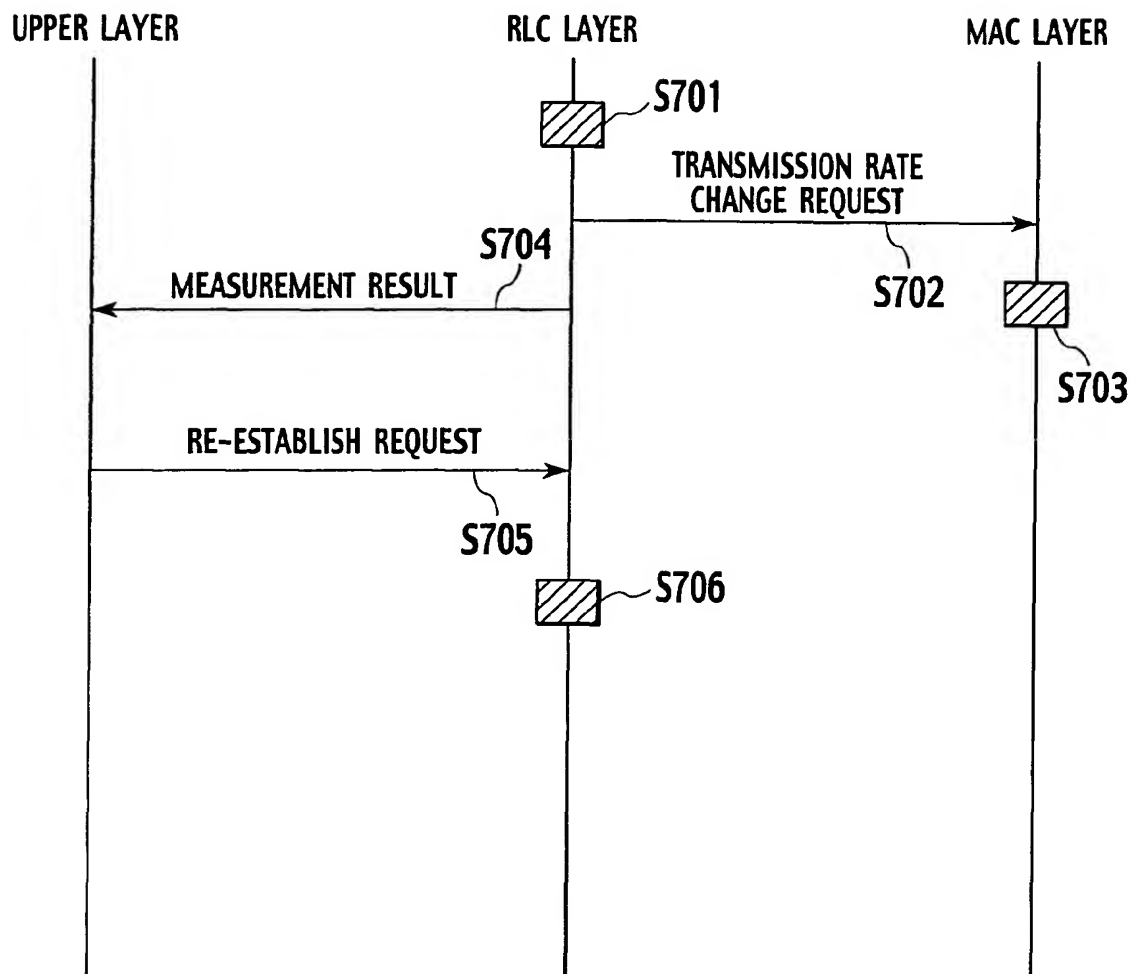 UPPER LAYER
RLC LAYER
MAC LAYER
S701
TRANSMISSION RATE
CHANGE REQUEST
S702
S704
MEASUREMENT RESULT
S703
RE-ESTABLISH REQUEST
S705
S706